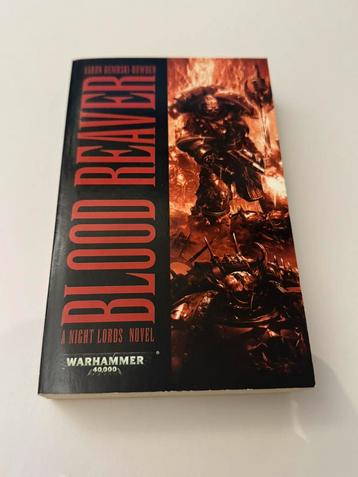 AARON DEMBSKI-BOWDEN
BLOOD REAVER
A NIGHT LORDS NOVEL
WARHAMMER®
40,000